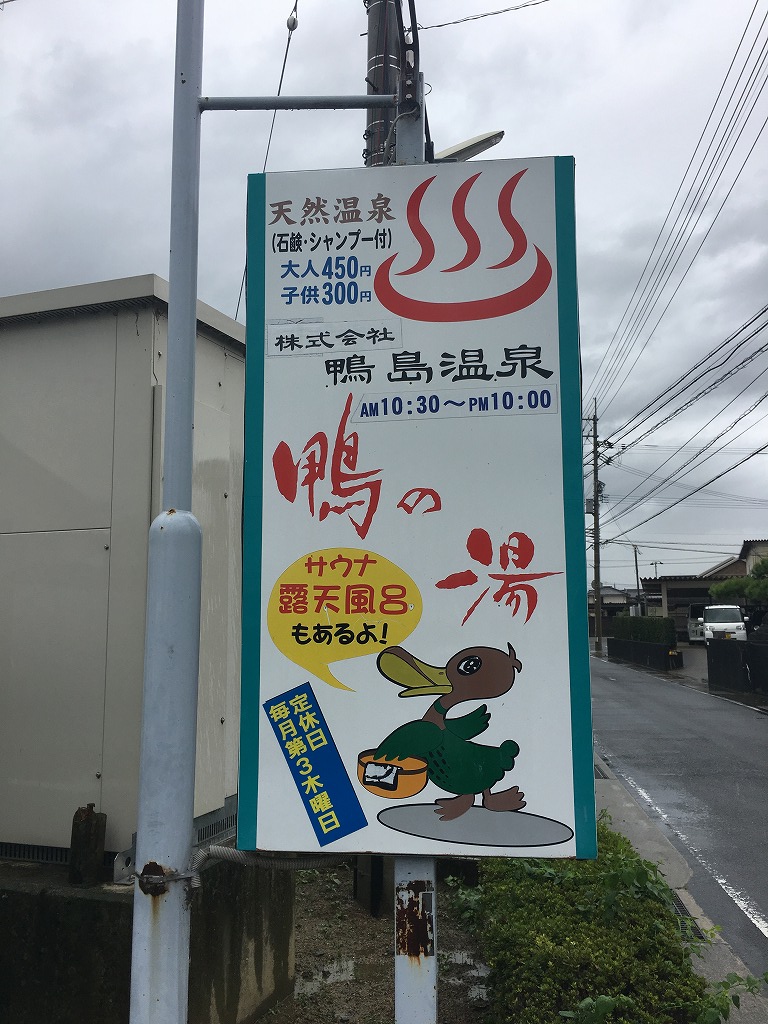 天然温泉
(石鹸・シャンプー付)
大人450円
子供300円
株式会社
鴨島温泉
AM10:30〜PM10:00
鴨の
湯
サウナ
露天風呂
もあるよ!
定休日
毎月第3木曜日